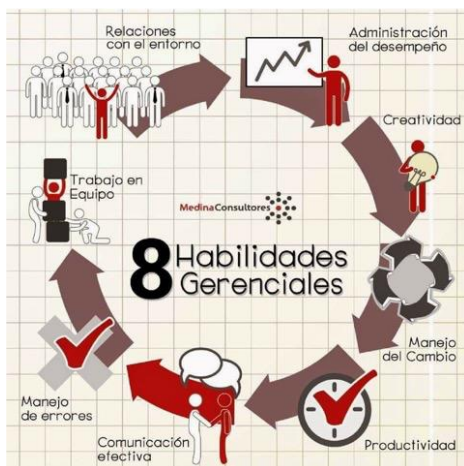 Relaciones
con el entorno
Administración
del desempeño
Creatividad
Trabajo en
Equipo
MedinaConsultores
8 Habilidades
Gerenciales
Manejo
del Cambio
Manejo
de errores
Comunicación
efectiva
Productividad